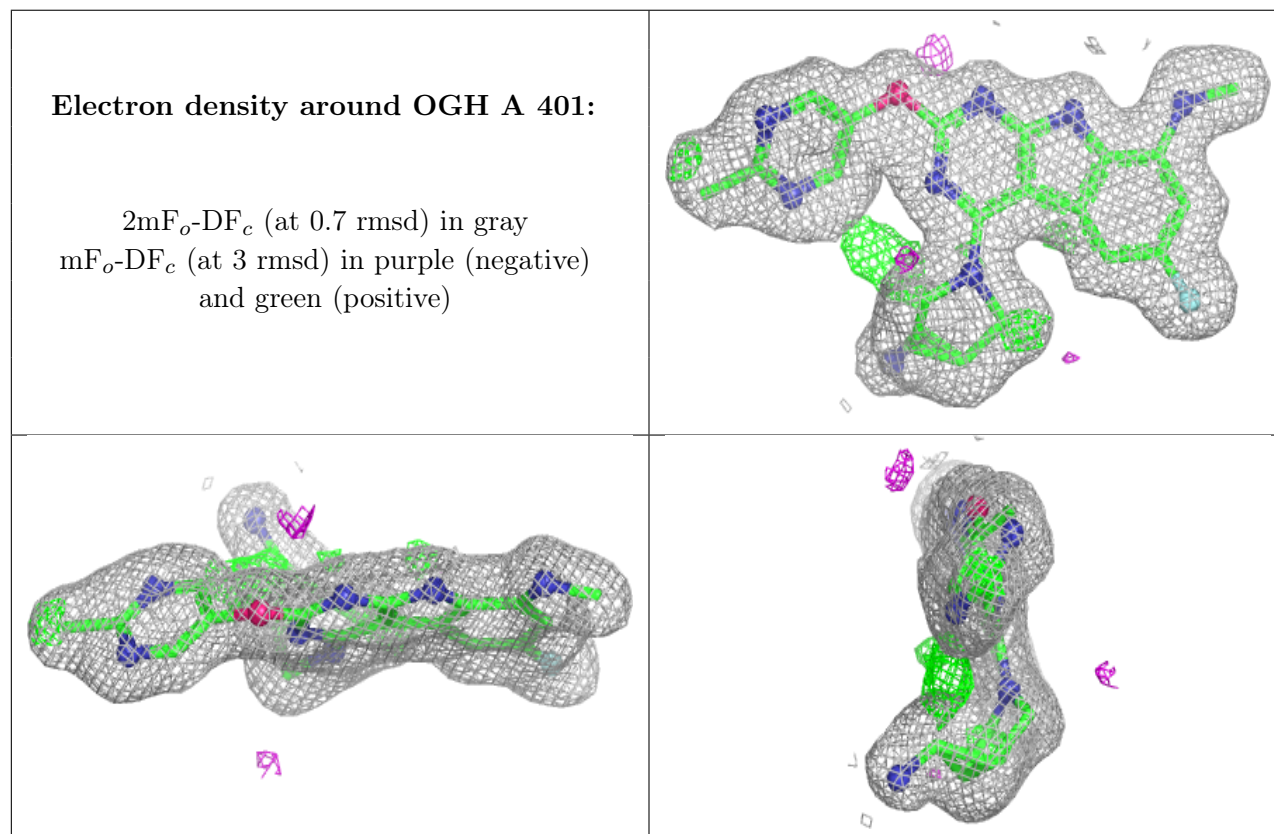 Electron density around OGH A 401:
2mFₒ-DF𝒸 (at 0.7 rmsd) in gray
mFₒ-DF𝒸 (at 3 rmsd) in purple (negative)
and green (positive)